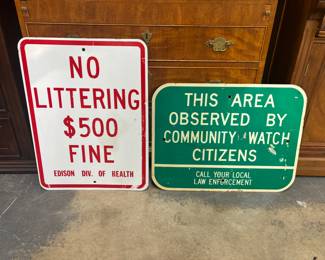 NO
LITTERING
$500
FINE
EDISON DIV. OF HEALTH
THIS AREA
OBSERVED BY
COMMUNITY WATCH
CITIZENS
CALL YOUR LOCAL
LAW ENFORCEMENT